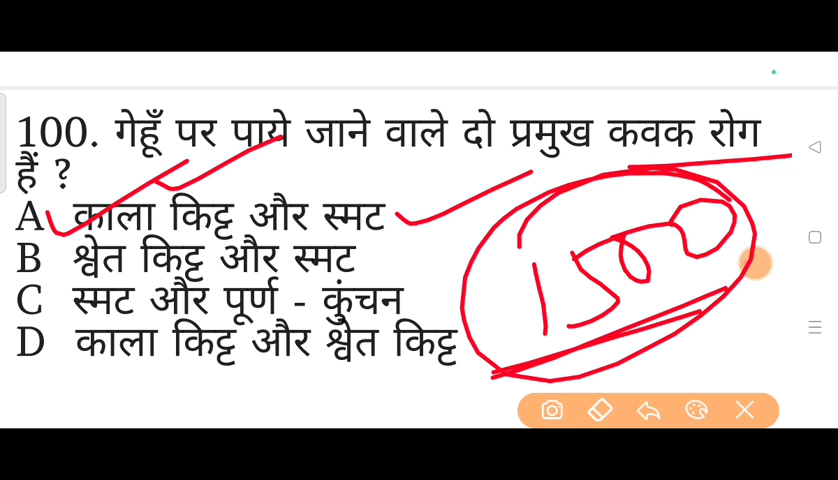 100. गेहूँ पर पाये जाने वाले दो प्रमुख कवक रोग
हैं ?
A काला किट्ट और स्मट
B श्वेत किट्ट और स्मट
C स्मट और पूर्ण - कुंचन
D काला किट्ट और श्वेत किट्ट
1500